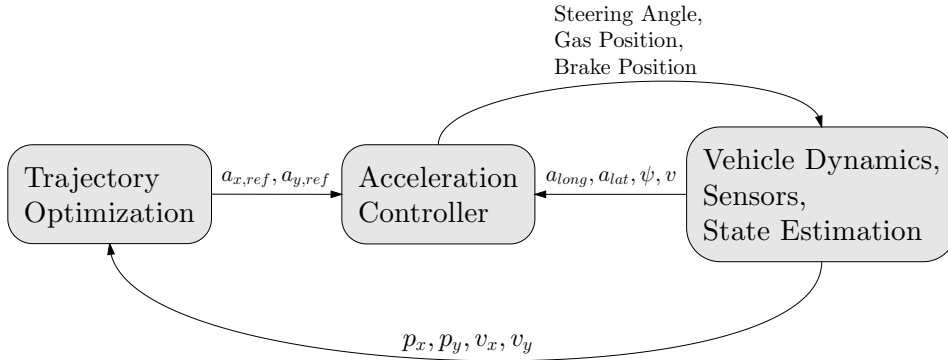 Steering Angle,
Gas Position,
Brake Position
Trajectory
Optimization
a_{x,ref}, a_{y,ref}
Acceleration
Controller
a_{long}, a_{lat}, ψ, v
Vehicle Dynamics,
Sensors,
State Estimation
p_x, p_y, v_x, v_y